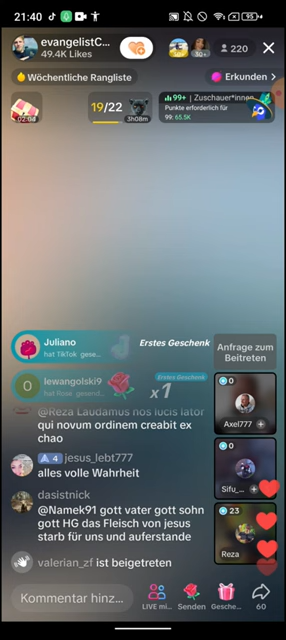 21:40
95
evangelistC...
49.4K Likes
30+
220
Wöchentliche Rangliste
Erkunden >
02:04
19/22
3h08m
99+ | Zuschauer*innen
Punkte erforderlich für
99: 65.5K
Juliano
hat TikTok gese...
Erstes Geschenk
Anfrage zum
Beitreten
lewangolski9
hat Rosa gesend...
Erstes Geschenk
x1
0
Axel777 +
@Reza Laudamus nos lucis lator
qui novum ordinem creabit ex
chao
4 jesus_lebt777
alles volle Wahrheit
0
Sifu_... +
dasistnick
@Namek91 gott vater gott sohn
gott HG das Fleisch von jesus
starb für uns und auferstande
23
Reza
valerian_zf ist beigetreten
Kommentar hinz...
LIVE mi...
Senden
Gesche...
60